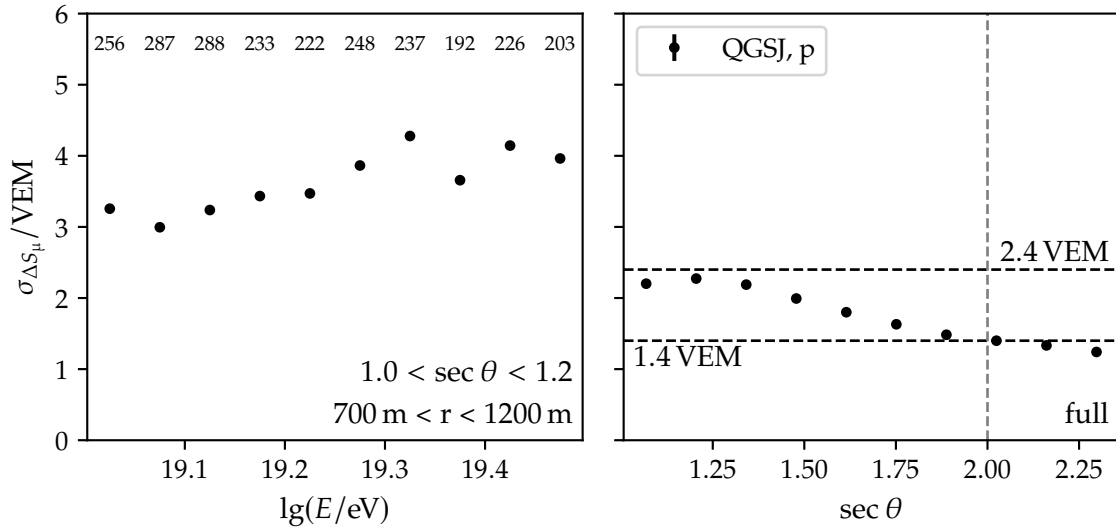 6
5
4
3
2
1
0
σ_ΔS_μ/VEM
256 287 288 233 222 248 237 192 226 203
1.0 < sec θ < 1.2
700 m < r < 1200 m
19.1 19.2 19.3 19.4
lg(E/eV)
QGSJ, p
2.4 VEM
1.4 VEM
full
1.25 1.50 1.75 2.00 2.25
sec θ